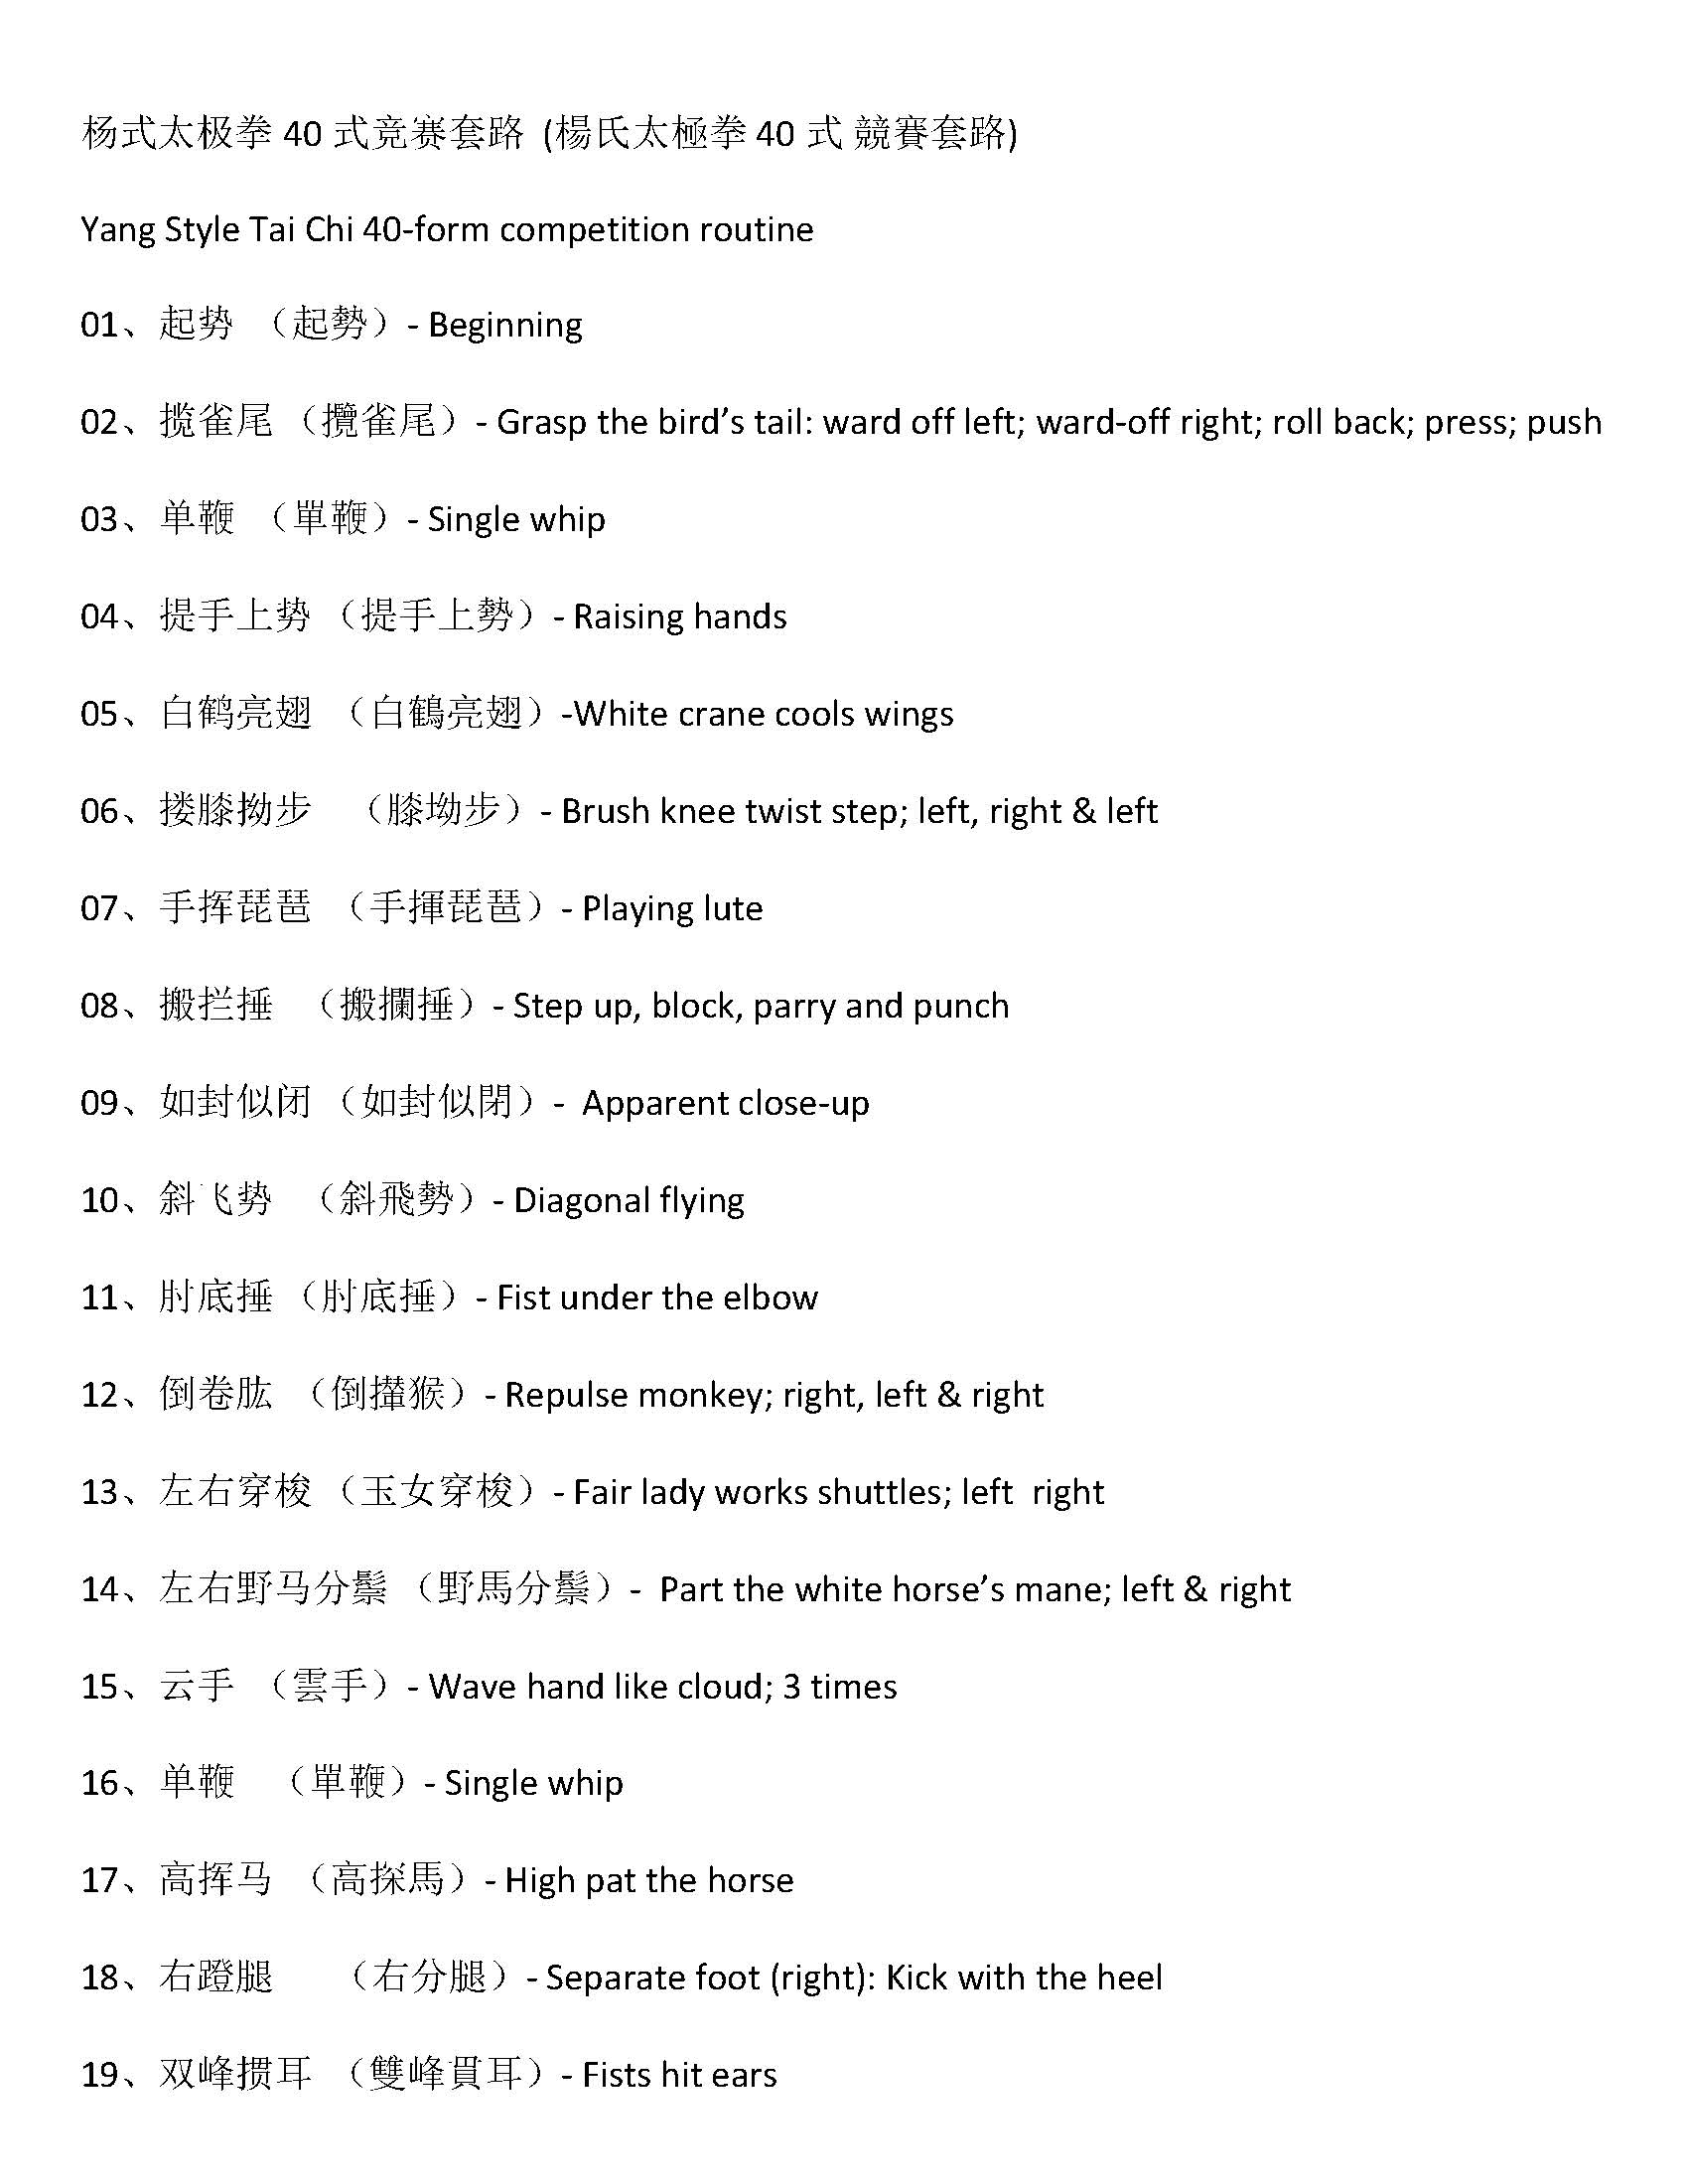 杨式太极拳 40 式竞赛套路 (楊氏太極拳 40 式 競賽套路)
Yang Style Tai Chi 40-form competition routine
01、起势 （起勢）- Beginning
02、揽雀尾 （攬雀尾）- Grasp the bird’s tail: ward off left; ward-off right; roll back; press; push
03、单鞭 （單鞭）- Single whip
04、提手上势 （提手上勢）- Raising hands
05、白鹤亮翅 （白鶴亮翅）-White crane cools wings
06、搂膝拗步 （膝坳步）- Brush knee twist step; left, right & left
07、手挥琵琶 （手揮琵琶）- Playing lute
08、搬拦捶 （搬攔捶）- Step up, block, parry and punch
09、如封似闭 （如封似閉）- Apparent close-up
10、斜飞势 （斜飛勢）- Diagonal flying
11、肘底捶 （肘底捶）- Fist under the elbow
12、倒卷肱 （倒攆猴）- Repulse monkey; right, left & right
13、左右穿梭 （玉女穿梭）- Fair lady works shuttles; left right
14、左右野马分鬃 （野馬分鬃）- Part the white horse’s mane; left & right
15、云手 （雲手）- Wave hand like cloud; 3 times
16、单鞭 （單鞭）- Single whip
17、高挥马 （高探馬）- High pat the horse
18、右蹬腿 （右分腿）- Separate foot (right): Kick with the heel
19、双峰掼耳 （雙峰貫耳）- Fists hit ears